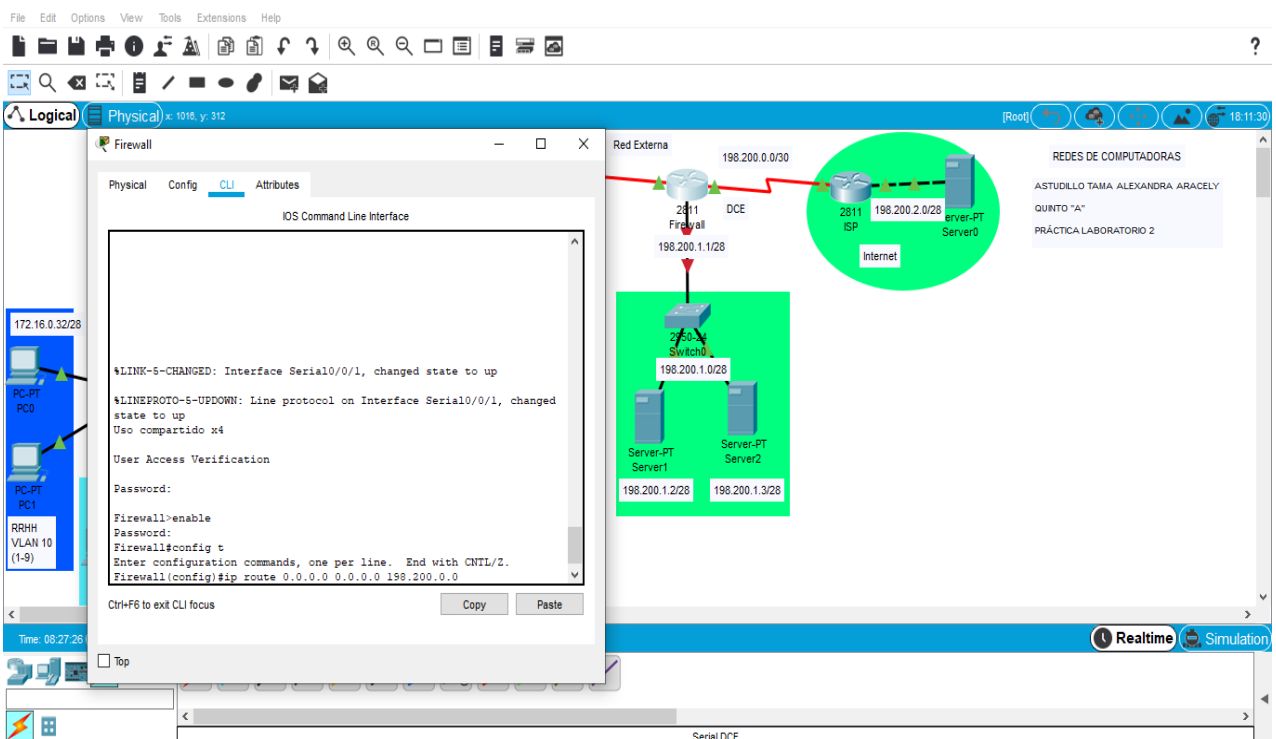 File Edit Options View Tools Extensions Help
?
Logical
Physical
x: 1016, y: 312
[Root]
18:11:30
Firewall
Physical Config CLI Attributes
IOS Command Line Interface
%LINK-5-CHANGED: Interface Serial0/0/1, changed state to up
%LINEPROTO-5-UPDOWN: Line protocol on Interface Serial0/0/1, changed
state to up
Uso compartido x4
User Access Verification
Password:
Firewall>enable
Password:
Firewall#config t
Enter configuration commands, one per line. End with CNTL/Z.
Firewall(config)#ip route 0.0.0.0 0.0.0.0 198.200.0.0
Ctrl+F6 to exit CLI focus
Copy
Paste
Top
172.16.0.32/28
PC-PT
PC0
PC-PT
PC1
RRHH
VLAN 10
(1-9)
Red Externa
198.200.0.0/30
2811
Firewall
DCE
198.200.1.1/28
2811
ISP
198.200.2.0/28
erver-PT
Server0
Internet
2950-24
Switch0
198.200.1.0/28
Server-PT
Server1
Server-PT
Server2
198.200.1.2/28
198.200.1.3/28
REDES DE COMPUTADORAS
ASTUDILLO TAMA ALEXANDRA ARACELY
QUINTO "A"
PRÁCTICA LABORATORIO 2
Time: 08:27:26
Realtime
Simulation
Serial DCE